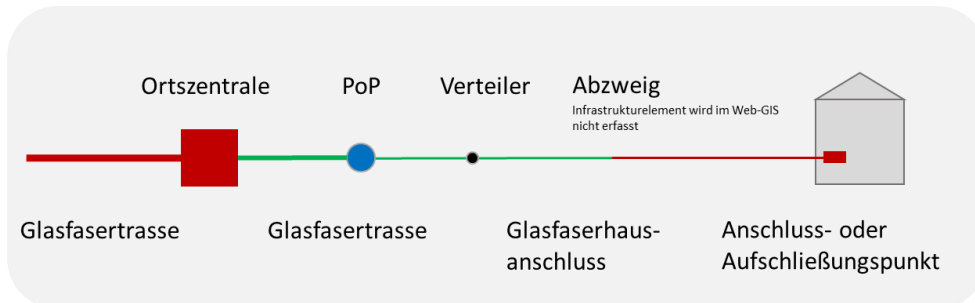 Ortszentrale PoP Verteiler Abzweig
Infrastrukturelement wird im Web-GIS
nicht erfasst
Glasfasertrasse Glasfasertrasse Glasfaserhaus- Anschluss- oder
anschluss Aufschließungspunkt